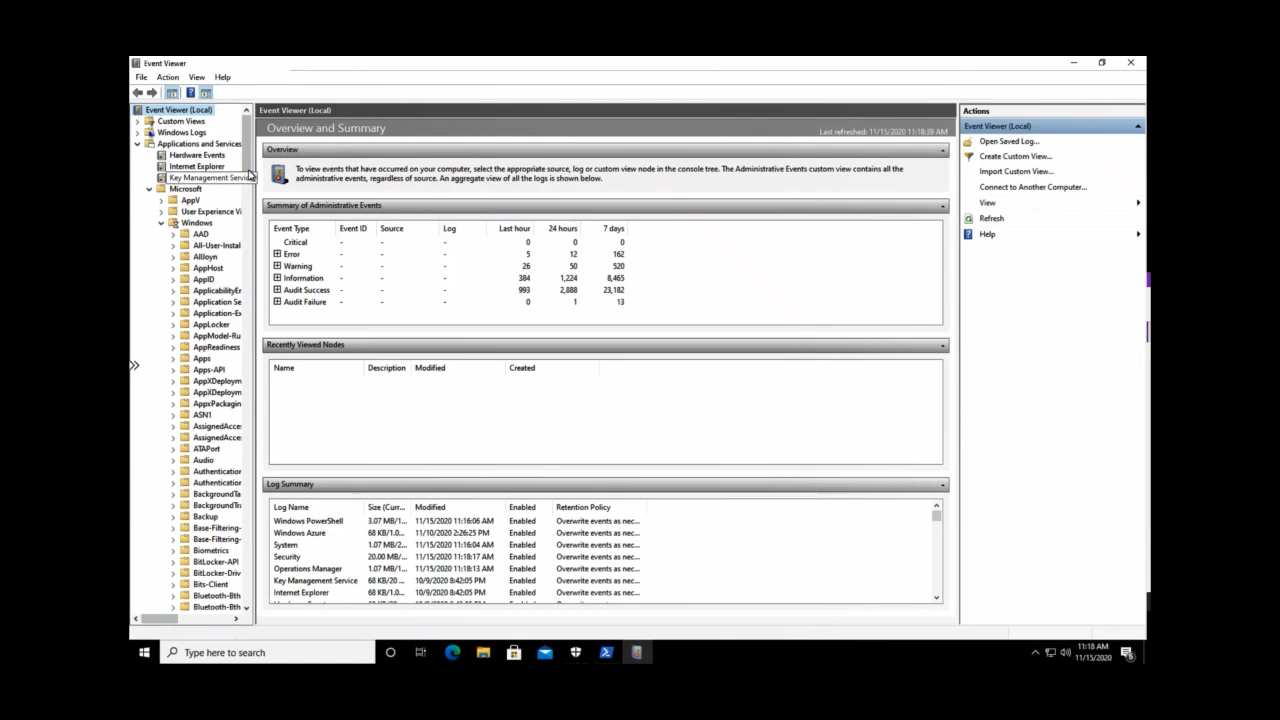 Event Viewer
File Action View Help
Event Viewer (Local)
Custom Views
Windows Logs
Applications and Services
Hardware Events
Internet Explorer
Key Management Service
Microsoft
AppV
User Experience Vi
Windows
AAD
All-User-Instal
AllJoyn
AppHost
AppID
ApplicabilityEr
Application Se
Application-Ex
AppLocker
AppModel-Ru
AppReadiness
Apps
Apps-API
AppXDeploym
AppXDeploym
AppxPackagin
ASN1
AssignedAcce
AssignedAcce
ATAPort
Audio
Authentication
Authentication
BackgroundTa
BackgroundTra
Backup
Base-Filtering-
Base-Filtering-
Biometrics
BitLocker-API
BitLocker-Driv
Bits-Client
Bluetooth-Bth
Bluetooth-Bth
Event Viewer (Local)
Overview and Summary
Last refreshed: 11/15/2020 11:18:39 AM
Overview
To view events that have occurred on your computer, select the appropriate source, log or custom view node in the console tree. The Administrative Events custom view contains all the
administrative events, regardless of source. An aggregate view of all the logs is shown below.
Summary of Administrative Events
Event Type Event ID Source Log Last hour 24 hours 7 days
Critical - - - 0 0 0
Error - - - 5 12 162
Warning - - - 26 50 520
Information - - - 384 1,224 8,465
Audit Success - - - 993 2,888 23,182
Audit Failure - - - 0 1 13
Recently Viewed Nodes
Name Description Modified Created
Log Summary
Log Name Size (Curr... Modified Enabled Retention Policy
Windows PowerShell 3.07 MB/1... 11/15/2020 11:16:06 AM Enabled Overwrite events as nec...
Windows Azure 68 KB/1.0... 11/10/2020 2:26:25 PM Enabled Overwrite events as nec...
System 1.07 MB/2... 11/15/2020 11:16:04 AM Enabled Overwrite events as nec...
Security 20.00 MB/... 11/15/2020 11:18:17 AM Enabled Overwrite events as nec...
Operations Manager 1.07 MB/1... 11/15/2020 11:18:13 AM Enabled Overwrite events as nec...
Key Management Service 68 KB/20 ... 10/9/2020 8:42:05 PM Enabled Overwrite events as nec...
Internet Explorer 68 KB/1.0... 10/9/2020 8:42:05 PM Enabled Overwrite events as nec...
Actions
Event Viewer (Local)
Open Saved Log...
Create Custom View...
Import Custom View...
Connect to Another Computer...
View
Refresh
Help
Type here to search
11:18 AM
11/15/2020
6